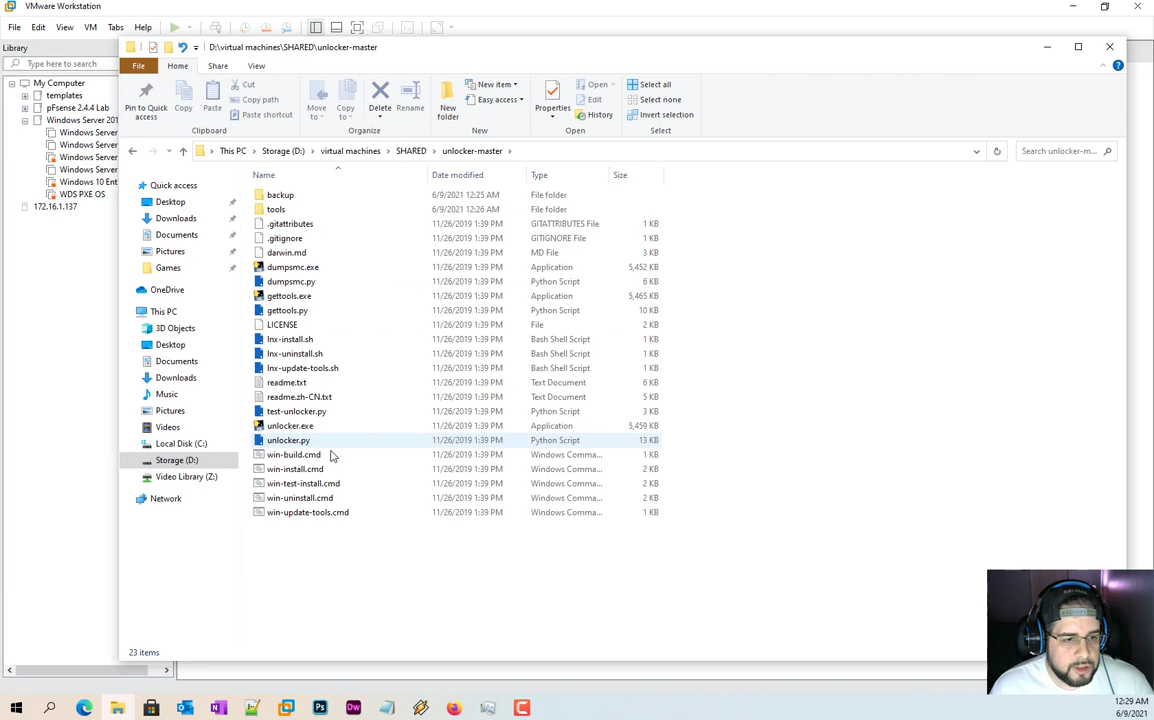 VMware Workstation
File Edit View VM Tabs Help
Library
D:\virtual machines\SHARED\unlocker-master
Type here to search
File Home Share View
My Computer
templates
pFsense 2.4.4 Lab
Windows Server 201
Windows Server
Windows Server
Windows Server
Windows Server
Windows 10 Ent
WDS PXE OS
172.16.1.137
Pin to Quick access
Copy
Paste
Cut
Copy path
Paste shortcut
Clipboard
Move to
Copy to
Delete
Rename
Organize
New folder
New item
Easy access
New
Properties
Open
Edit
History
Open
Select all
Select none
Invert selection
Select
This PC Storage (D:) virtual machines SHARED unlocker-master
Search unlocker-m...
Quick access
Desktop
Downloads
Documents
Pictures
Games
OneDrive
This PC
3D Objects
Desktop
Documents
Downloads
Music
Pictures
Videos
Local Disk (C:)
Storage (D:)
Video Library (Z:)
Network
Name Date modified Type Size
backup 6/9/2021 12:25 AM File folder
tools 6/9/2021 12:26 AM File folder
.gitattributes 11/26/2019 1:39 PM GITATTRIBUTES File 1 KB
.gitignore 11/26/2019 1:39 PM GITIGNORE File 2 KB
darwin.md 11/26/2019 1:39 PM MD File 3 KB
dumpsmc.exe 11/26/2019 1:39 PM Application 5,452 KB
dumpsmc.py 11/26/2019 1:39 PM Python Script 6 KB
gettools.exe 11/26/2019 1:39 PM Application 5,465 KB
gettools.py 11/26/2019 1:39 PM Python Script 10 KB
LICENSE 11/26/2019 1:39 PM File 2 KB
lnx-install.sh 11/26/2019 1:39 PM Bash Shell Script 1 KB
lnx-uninstall.sh 11/26/2019 1:39 PM Bash Shell Script 1 KB
lnx-update-tools.sh 11/26/2019 1:39 PM Bash Shell Script 1 KB
readme.txt 11/26/2019 1:39 PM Text Document 6 KB
readme.zh-CN.txt 11/26/2019 1:39 PM Text Document 5 KB
test-unlocker.py 11/26/2019 1:39 PM Python Script 3 KB
unlocker.exe 11/26/2019 1:39 PM Application 5,459 KB
unlocker.py 11/26/2019 1:39 PM Python Script 13 KB
win-build.cmd 11/26/2019 1:39 PM Windows Comma... 1 KB
win-install.cmd 11/26/2019 1:39 PM Windows Comma... 2 KB
win-test-install.cmd 11/26/2019 1:39 PM Windows Comma... 2 KB
win-uninstall.cmd 11/26/2019 1:39 PM Windows Comma... 2 KB
win-update-tools.cmd 11/26/2019 1:39 PM Windows Comma... 1 KB
23 items
12:29 AM
6/9/2021